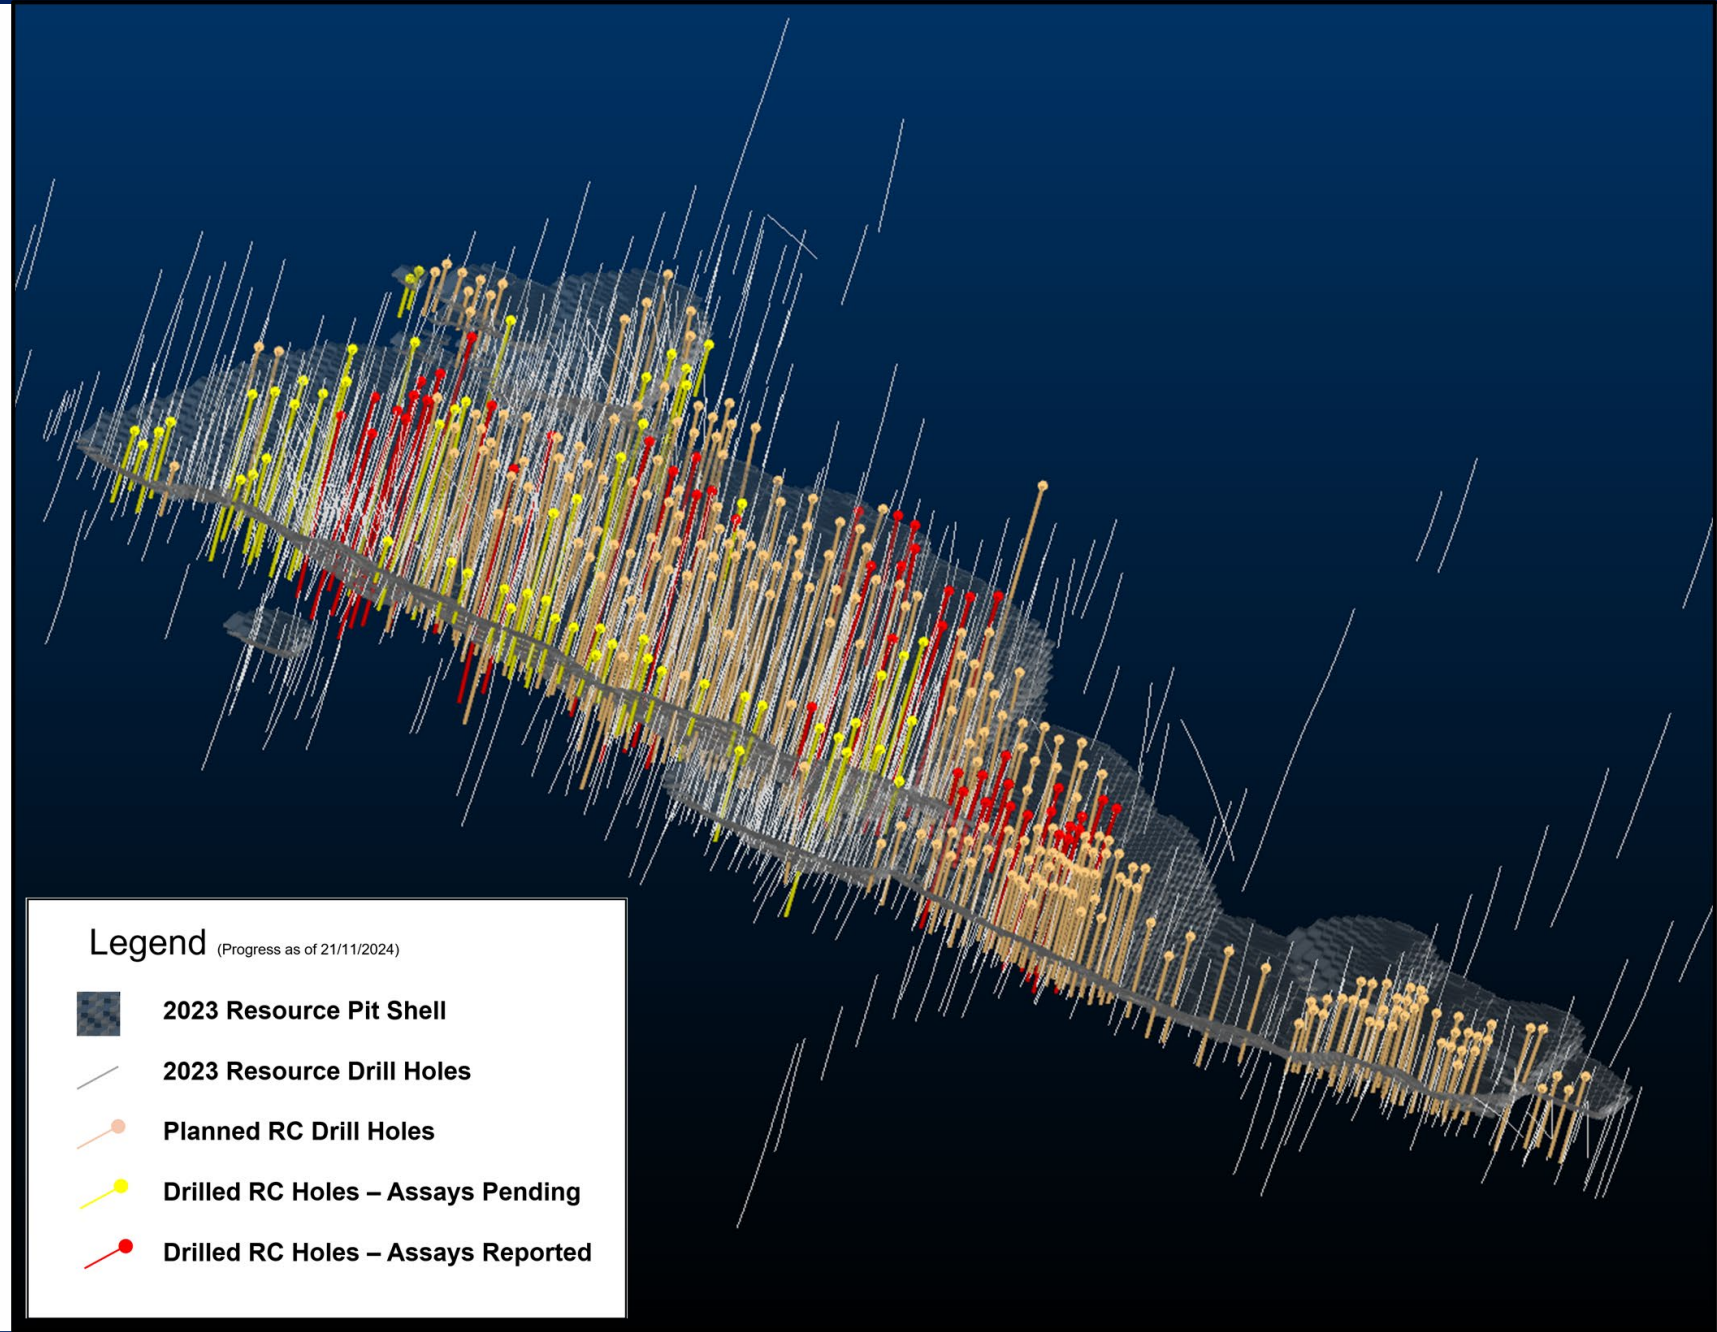 Legend (Progress as of 21/11/2024)
2023 Resource Pit Shell
2023 Resource Drill Holes
Planned RC Drill Holes
Drilled RC Holes – Assays Pending
Drilled RC Holes – Assays Reported